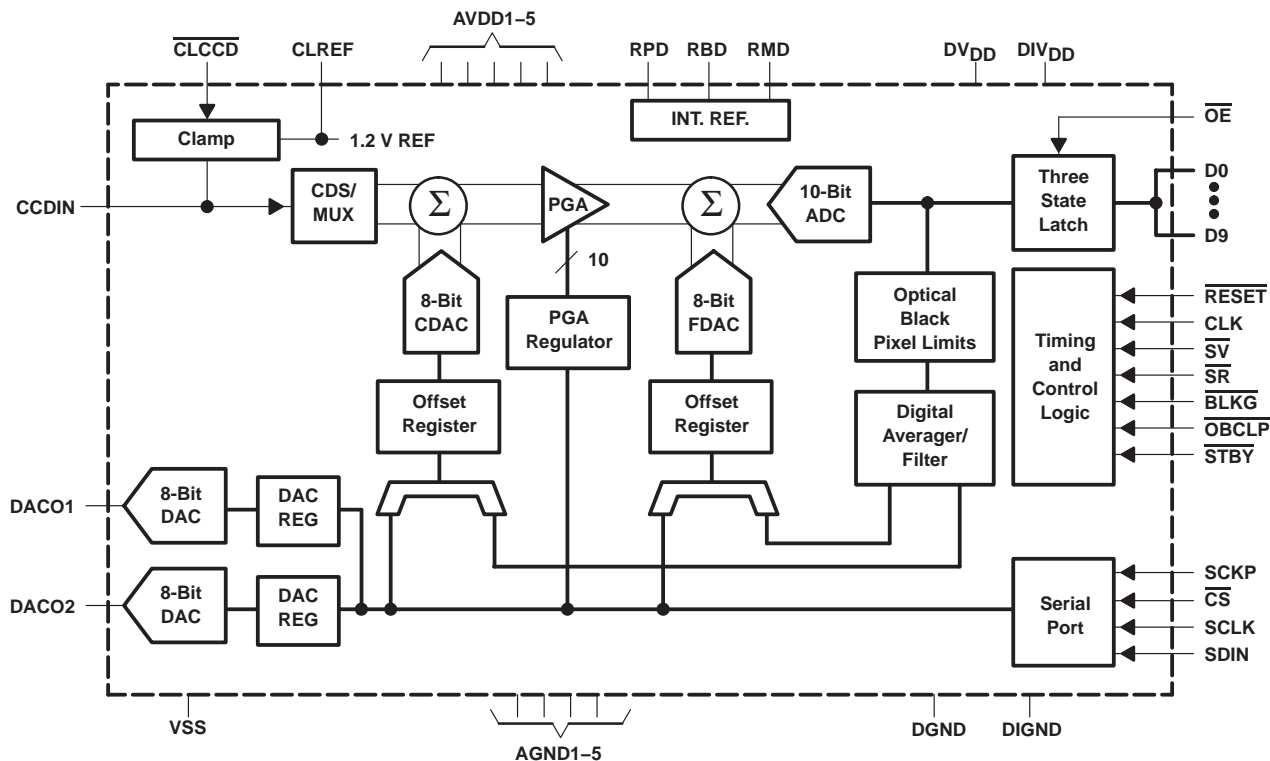 AVDD1–5
CLCCD
CLREF
RPD
RBD
RMD
DVDD
DIVDD
INT. REF.
OE
Clamp
1.2 V REF
CCDIN
CDS/
MUX
Σ
PGA
Σ
10-Bit
ADC
Three
State
Latch
D0
D9
10
8-Bit
CDAC
PGA
Regulator
8-Bit
FDAC
Optical
Black
Pixel Limits
Timing
and
Control
Logic
RESET
CLK
SV
SR
BLKG
OBCLP
STBY
Offset
Register
Offset
Register
Digital
Averager/
Filter
DACO1
8-Bit
DAC
DAC
REG
DACO2
8-Bit
DAC
DAC
REG
Serial
Port
SCKP
CS
SCLK
SDIN
VSS
AGND1–5
DGND
DIGND